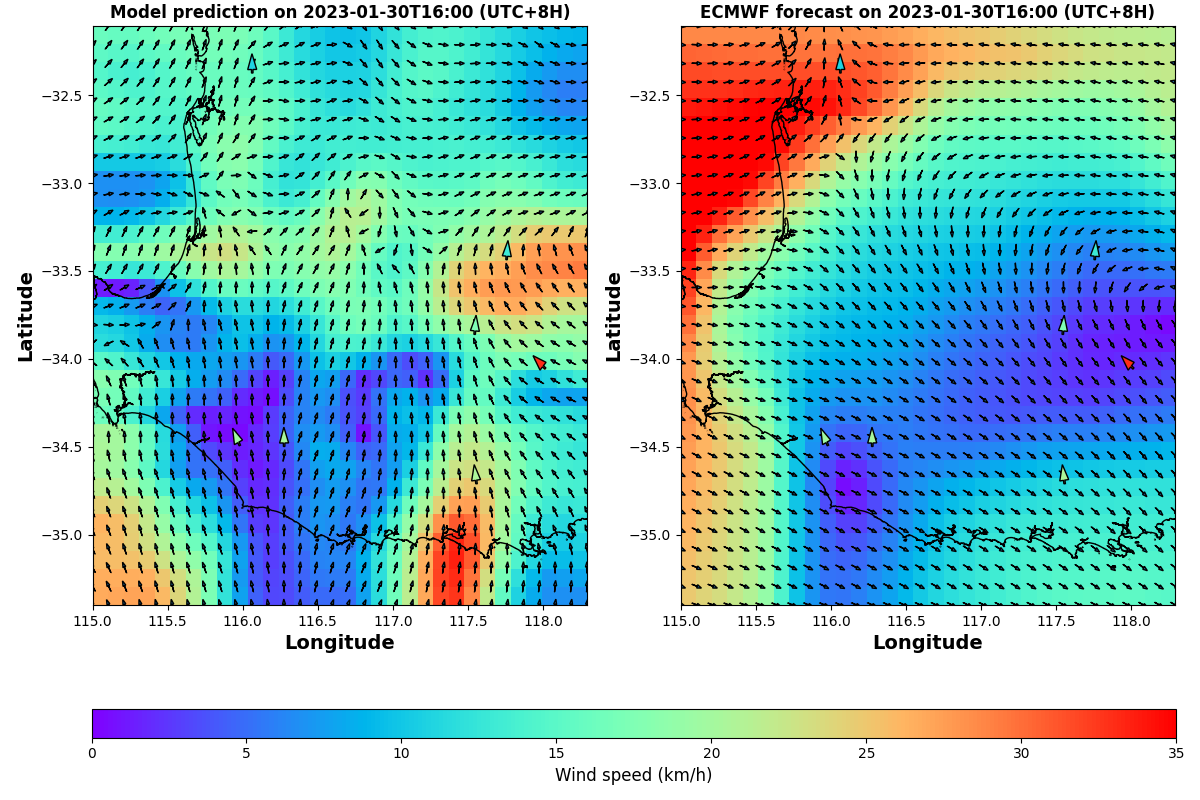 Model prediction on 2023-01-30T16:00 (UTC+8H)
ECMWF forecast on 2023-01-30T16:00 (UTC+8H)
Latitude
−32.5
−33.0
−33.5
−34.0
−34.5
−35.0
115.0 115.5 116.0 116.5 117.0 117.5 118.0
Longitude
Latitude
−32.5
−33.0
−33.5
−34.0
−34.5
−35.0
115.0 115.5 116.0 116.5 117.0 117.5 118.0
Longitude
0 5 10 15 20 25 30 35
Wind speed (km/h)